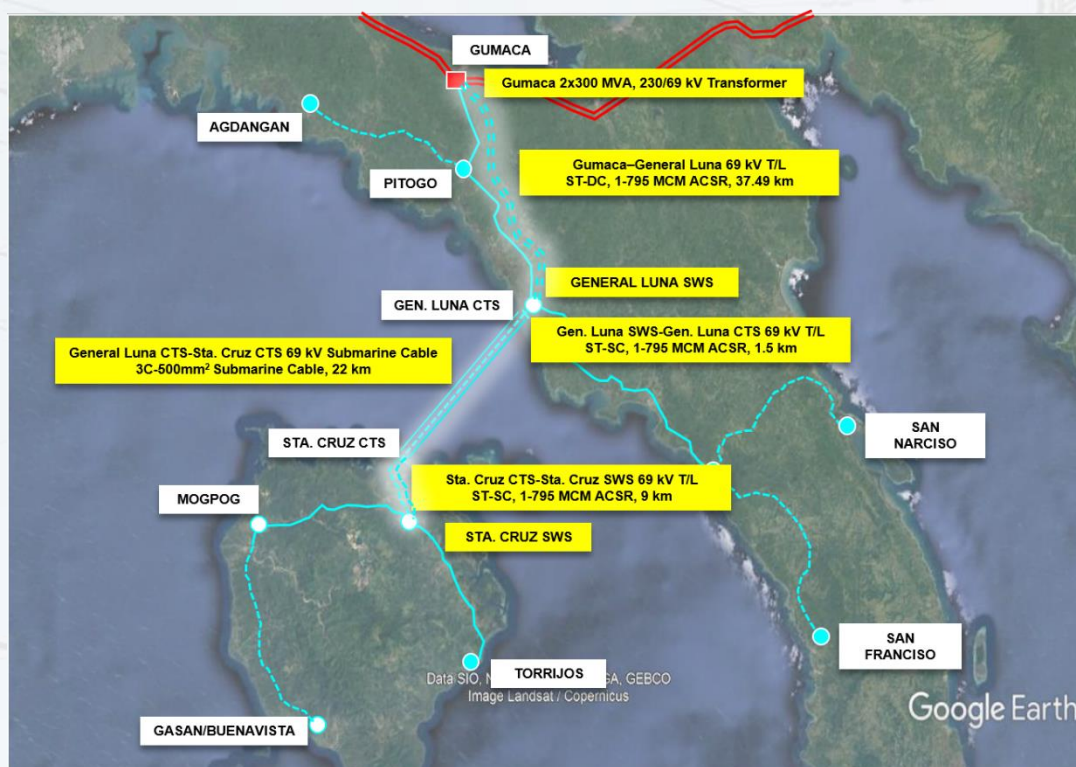 GUMACA
Gumaca 2x300 MVA, 230/69 kV Transformer
AGDANGAN
PITOGO
Gumaca–General Luna 69 kV T/L
ST-DC, 1-795 MCM ACSR, 37.49 km
GENERAL LUNA SWS
GEN. LUNA CTS
Gen. Luna SWS-Gen. Luna CTS 69 kV T/L
ST-SC, 1-795 MCM ACSR, 1.5 km
General Luna CTS-Sta. Cruz CTS 69 kV Submarine Cable
3C-500mm² Submarine Cable, 22 km
STA. CRUZ CTS
SAN
NARCISO
Sta. Cruz CTS-Sta. Cruz SWS 69 kV T/L
ST-SC, 1-795 MCM ACSR, 9 km
MOGPOG
STA. CRUZ SWS
SAN
FRANCISO
TORRIJOS
Data SIO, GEBCO
Image Landsat / Copernicus
GASAN/BUENAVISTA
Google Earth